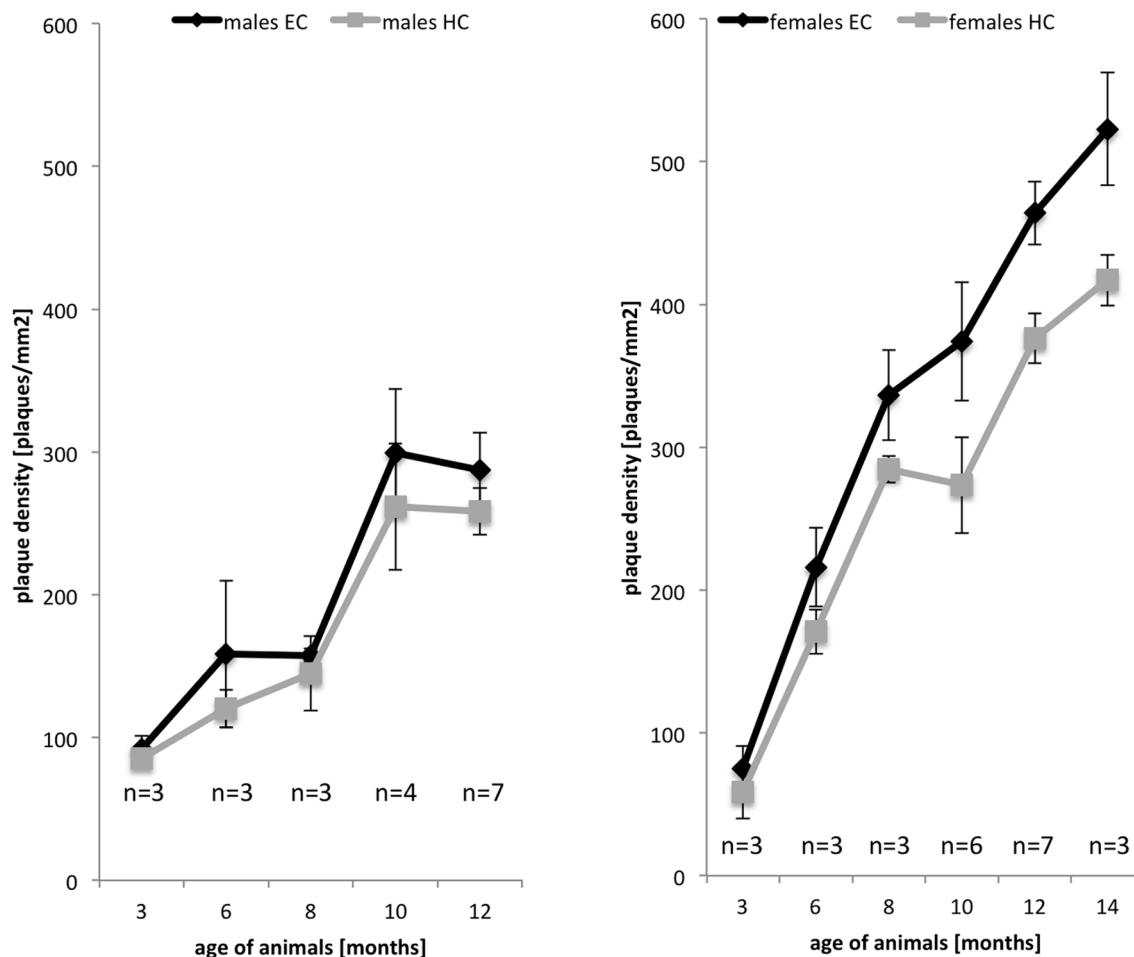 males EC
males HC
600
500
400
300
200
100
0
plaque density [plaques/mm2]
n=3
n=3
n=3
n=4
n=7
3
6
8
10
12
age of animals [months]
females EC
females HC
600
500
400
300
200
100
0
plaque density [plaques/mm2]
n=3
n=3
n=3
n=6
n=7
n=3
3
6
8
10
12
14
age of animals [months]